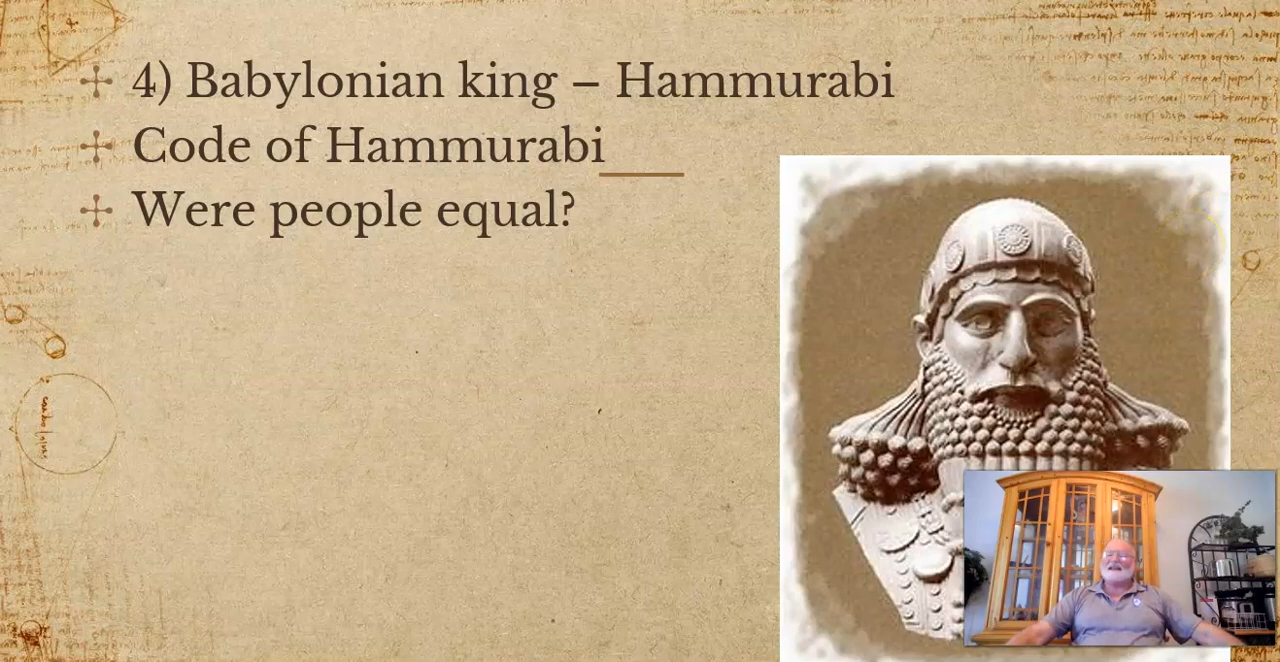 4) Babylonian king – Hammurabi
Code of Hammurabi
Were people equal?